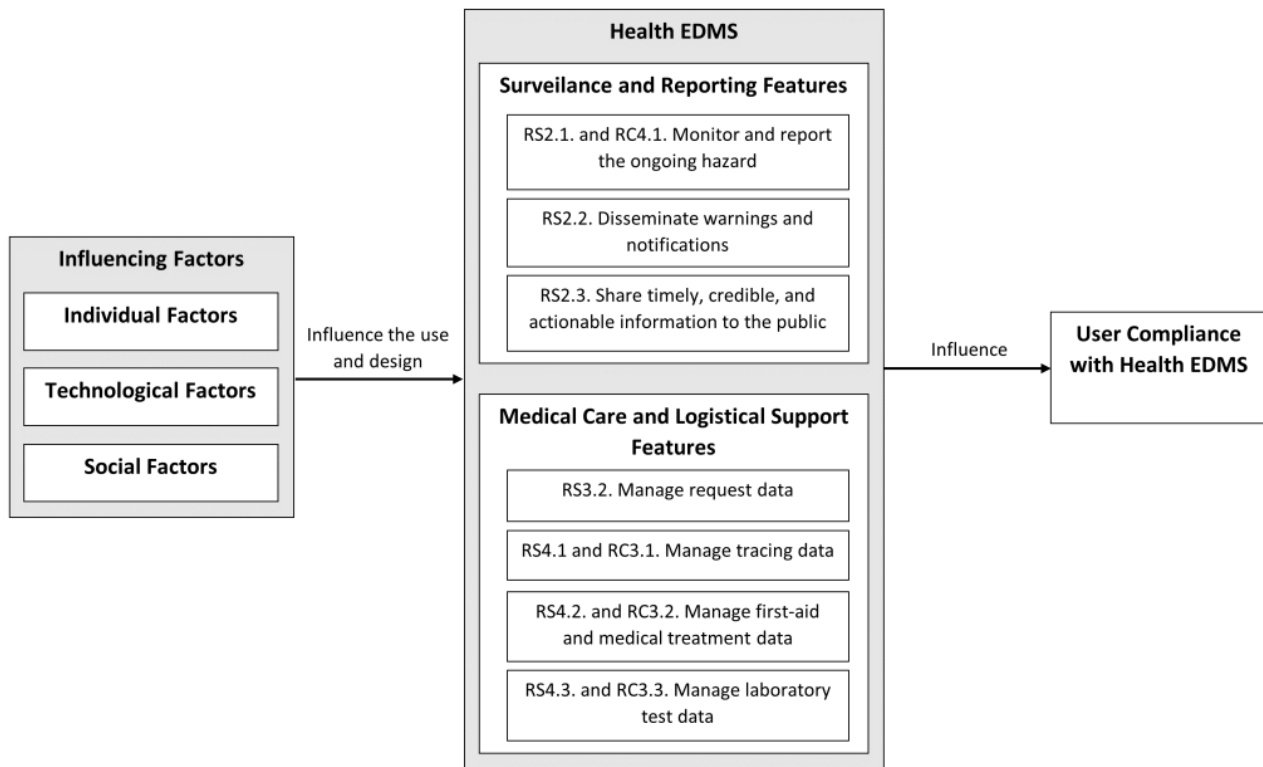 Influencing Factors
Individual Factors
Technological Factors
Social Factors
Influence the use
and design
Health EDMS
Surveilance and Reporting Features
RS2.1. and RC4.1. Monitor and report
the ongoing hazard
RS2.2. Disseminate warnings and
notifications
RS2.3. Share timely, credible, and
actionable information to the public
Medical Care and Logistical Support
Features
RS3.2. Manage request data
RS4.1 and RC3.1. Manage tracing data
RS4.2. and RC3.2. Manage first-aid
and medical treatment data
RS4.3. and RC3.3. Manage laboratory
test data
Influence
User Compliance
with Health EDMS